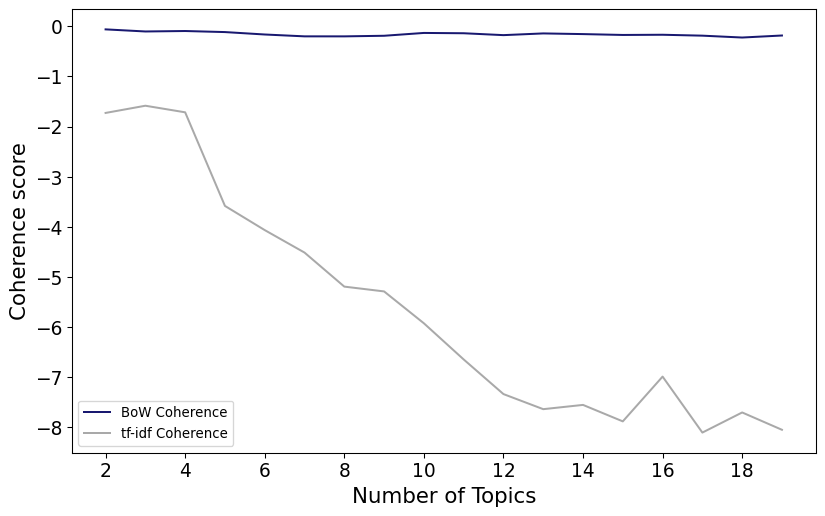 0
−1
−2
−3
−4
−5
−6
−7
−8
Coherence score
BoW Coherence
tf-idf Coherence
2 4 6 8 10 12 14 16 18
Number of Topics